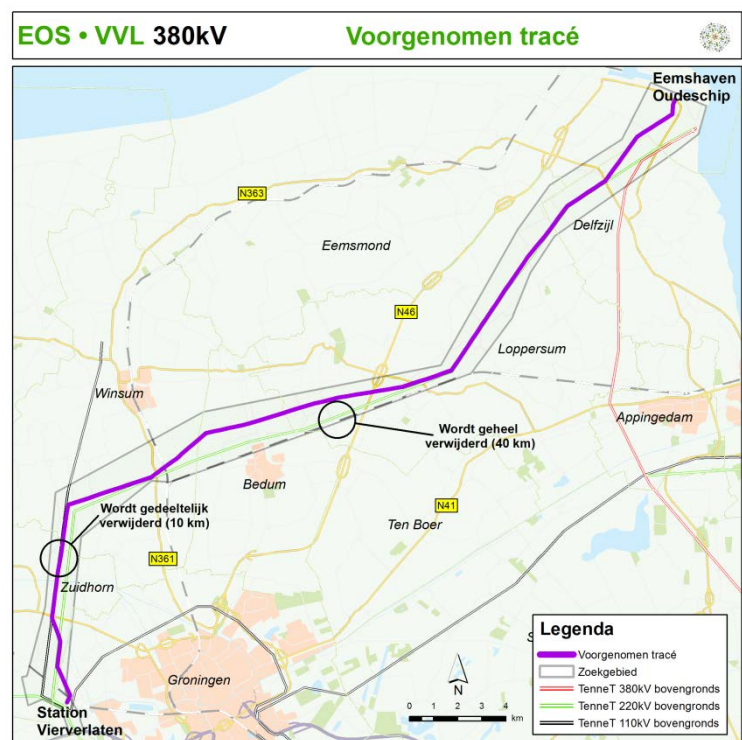 EOS • VVL 380kV Voorgenomen tracé
Eemshaven
Oudeschip
N363
Eemsmond
Delfzijl
N46
Loppersum
Winsum
Appingedam
Wordt geheel
verwijderd (40 km)
Bedum
Wordt gedeeltelijk
verwijderd (10 km)
N41
Ten Boer
N361
Zuidhorn
Legenda
Voorgenomen tracé
Zoekgebied
TenneT 380kV bovengronds
TenneT 220kV bovengronds
TenneT 110kV bovengronds
Groningen
N
0 1 2 3 4
km
Station
Vierverlaten